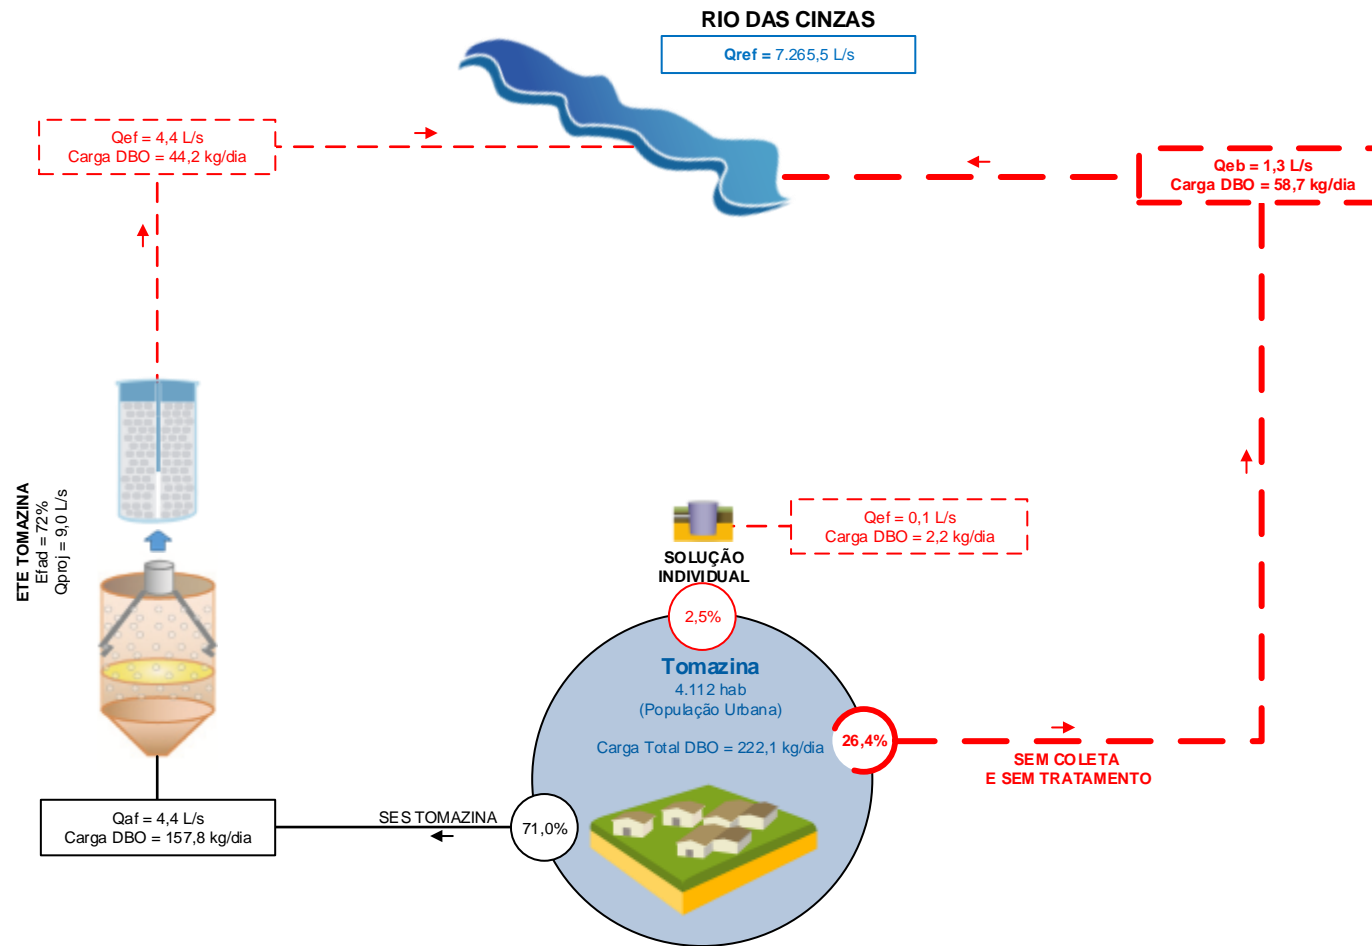 RIO DAS CINZAS
Qref = 7.265,5 L/s
Qef = 4,4 L/s
Carga DBO = 44,2 kg/dia
Qeb = 1,3 L/s
Carga DBO = 58,7 kg/dia
ETE TOMAZINA
Efad = 72%
Qproj = 9,0 L/s
Qef = 0,1 L/s
Carga DBO = 2,2 kg/dia
SOLUÇÃO
INDIVIDUAL
2,5%
Tomazina
4.112 hab
(População Urbana)
Carga Total DBO = 222,1 kg/dia
26,4%
SEM COLETA
E SEM TRATAMENTO
Qaf = 4,4 L/s
Carga DBO = 157,8 kg/dia
SES TOMAZINA
71,0%